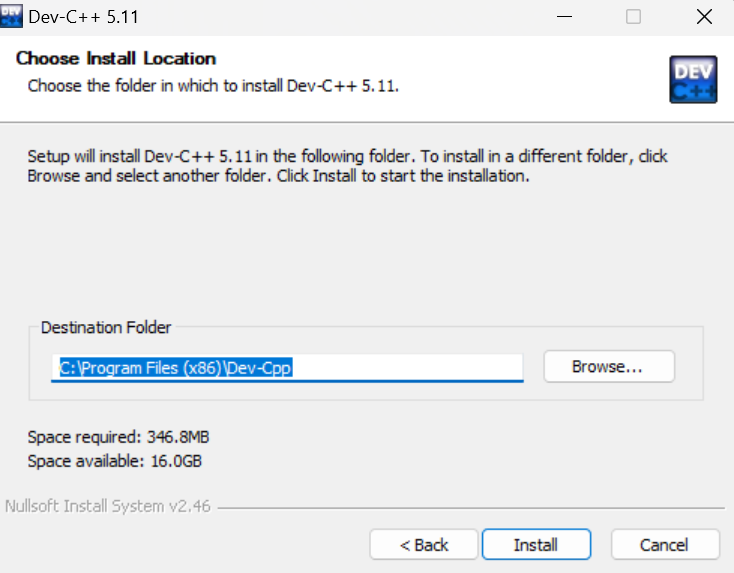 DEV
C++
Dev-C++ 5.11
Choose Install Location
Choose the folder in which to install Dev-C++ 5.11.
DEV
C++
Setup will install Dev-C++ 5.11 in the following folder. To install in a different folder, click
Browse and select another folder. Click Install to start the installation.
Destination Folder
C:\Program Files (x86)\Dev-Cpp
Browse...
Space required: 346.8MB
Space available: 16.0GB
Nullsoft Install System v2.46
< Back
Install
Cancel